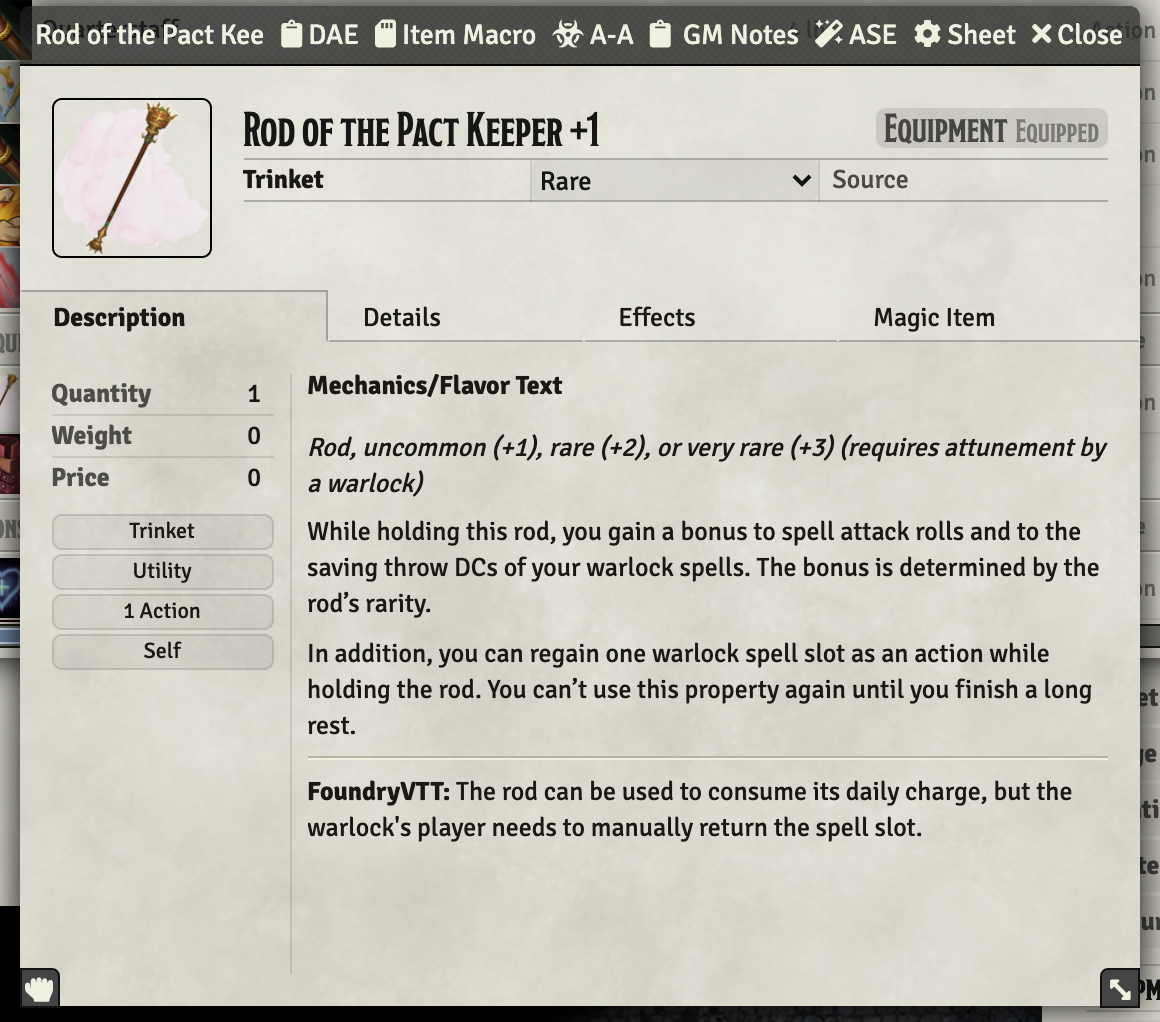 Rod of the Pact Kee DAE Item Macro A-A GM Notes ASE Sheet Close
Rod of the Pact Keeper +1
Equipment Equipped
Trinket Rare Source
Description Details Effects Magic Item
Quantity 1
Weight 0
Price 0
Trinket
Utility
1 Action
Self
Mechanics/Flavor Text
Rod, uncommon (+1), rare (+2), or very rare (+3) (requires attunement by
a warlock)
While holding this rod, you gain a bonus to spell attack rolls and to the
saving throw DCs of your warlock spells. The bonus is determined by the
rod’s rarity.
In addition, you can regain one warlock spell slot as an action while
holding the rod. You can’t use this property again until you finish a long
rest.
FoundryVTT: The rod can be used to consume its daily charge, but the
warlock's player needs to manually return the spell slot.